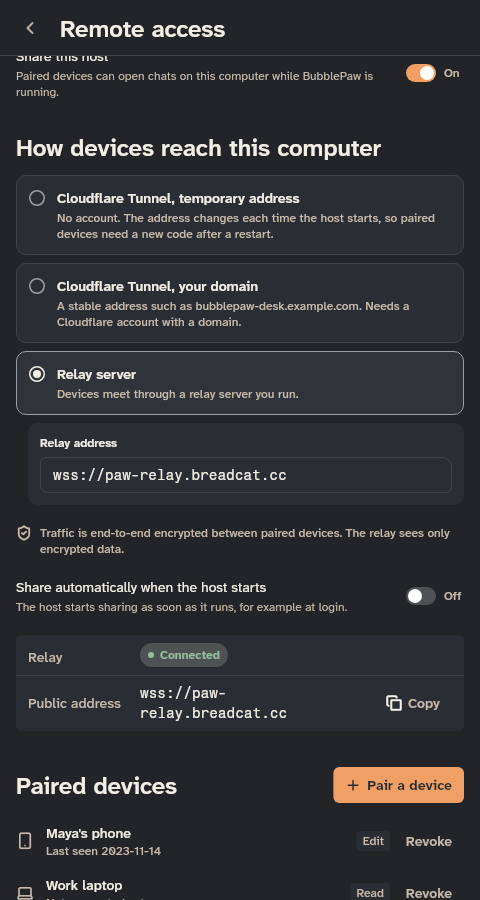 Remote access
Share this host
Paired devices can open chats on this computer while BubblePaw is
running.
On
How devices reach this computer
Cloudflare Tunnel, temporary address
No account. The address changes each time the host starts, so paired
devices need a new code after a restart.
Cloudflare Tunnel, your domain
A stable address such as bubblepaw-desk.example.com. Needs a
Cloudflare account with a domain.
Relay server
Devices meet through a relay server you run.
Relay address
wss://paw-relay.breadcat.cc
Traffic is end-to-end encrypted between paired devices. The relay sees only
encrypted data.
Share automatically when the host starts
The host starts sharing as soon as it runs, for example at login.
Off
Relay
Connected
Public address
wss://paw-
relay.breadcat.cc
Copy
Paired devices
+ Pair a device
Maya's phone
Last seen 2023-11-14
Edit
Revoke
Work laptop
Read
Revoke